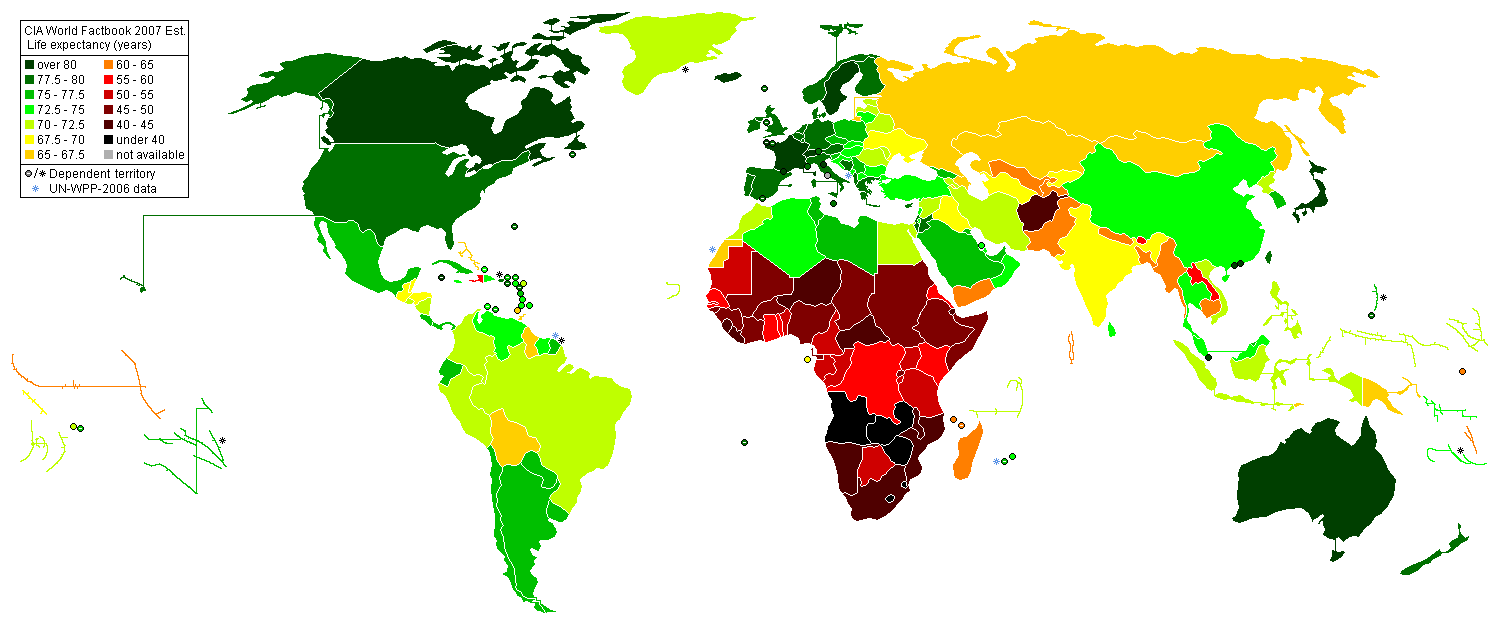 CIA World Factbook 2007 Est.
Life expectancy (years)
over 80
77.5 - 80
75 - 77.5
72.5 - 75
70 - 72.5
67.5 - 70
65 - 67.5
60 - 65
55 - 60
50 - 55
45 - 50
40 - 45
under 40
not available
/* Dependent territory
* UN-WPP-2006 data